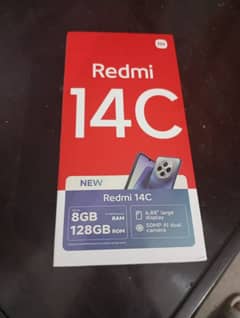 mi
Redmi
14C
NEW
Redmi 14C
8GB RAM
128GB ROM
6.88" large display
50MP AI dual camera